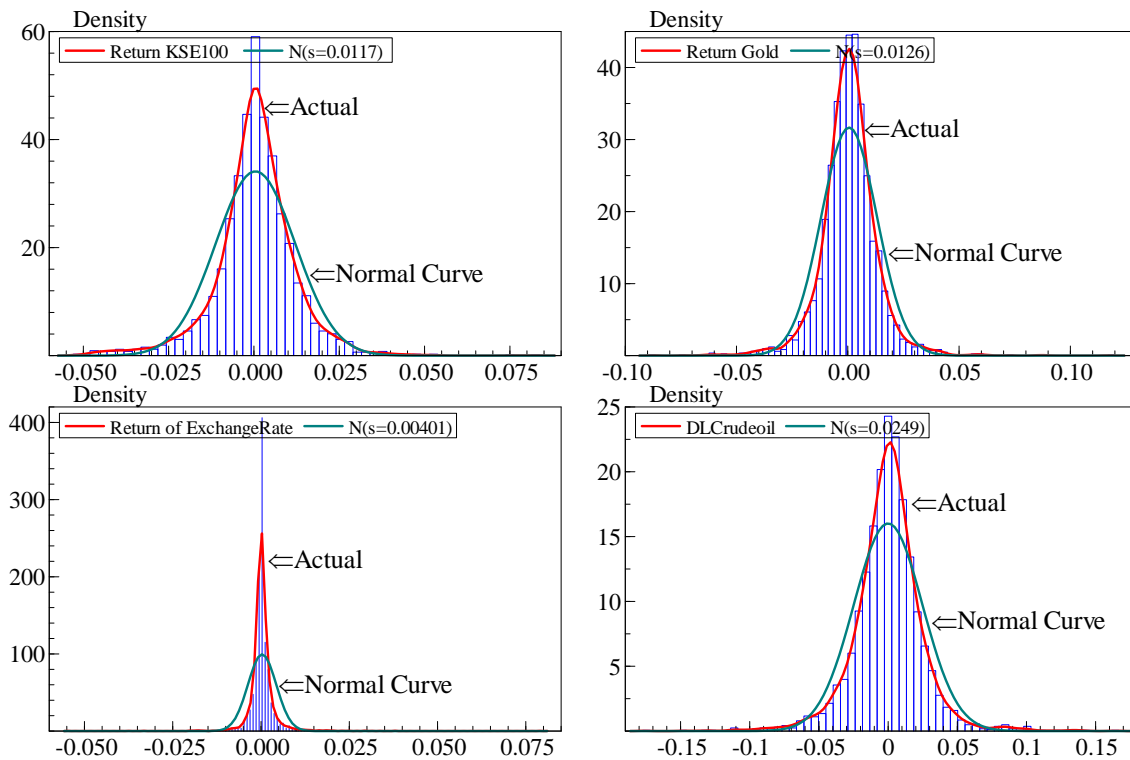 Density
60
Return KSE100 N(s=0.0117)
⇐Actual
40
20
⇐Normal Curve
-0.050 -0.025 0.000 0.025 0.050 0.075
Density
Return Gold N(s=0.0126)
40
⇐Actual
30
20
⇐Normal Curve
10
-0.10 -0.05 0.00 0.05 0.10
Density
400
Return of ExchangeRate N(s=0.00401)
300
⇐Actual
200
100
⇐Normal Curve
-0.050 -0.025 0.000 0.025 0.050 0.075
Density
25
DLCrudeoil N(s=0.0249)
20
⇐Actual
15
10
⇐Normal Curve
5
-0.15 -0.10 -0.05 0 0.05 0.10 0.15